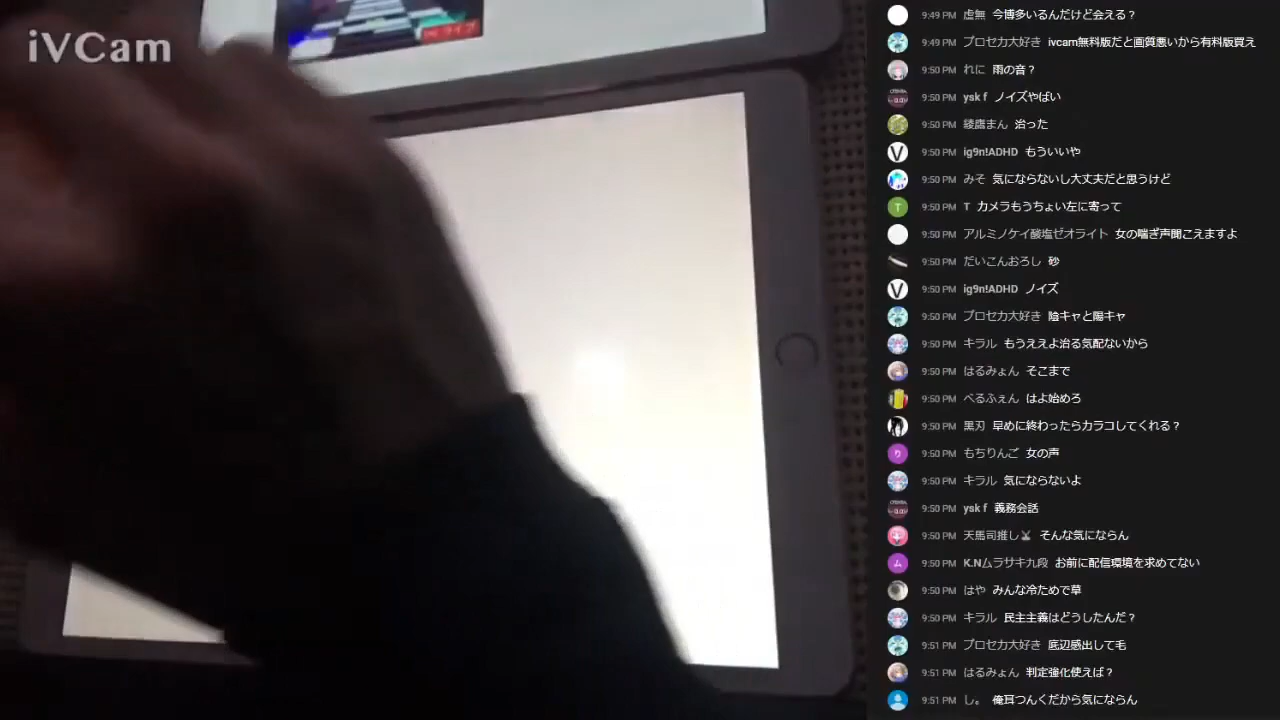 iVCam
9:49 PM 虚無 今博多いるんだけど会える？
9:49 PM プロセカ大好き ivcam無料版だと画質悪いから有料版買え
9:50 PM れに 雨の音？
9:50 PM ysk f ノイズやばい
9:50 PM 綾鷹まん 治った
9:50 PM ig9n!ADHD もういいや
9:50 PM みそ 気にならないし大丈夫だと思うけど
9:50 PM T カメラもうちょい左に寄って
9:50 PM アルミノケイ酸塩ゼオライト 女の喘ぎ声聞こえますよ
9:50 PM だいこんおろし 砂
9:50 PM ig9n!ADHD ノイズ
9:50 PM プロセカ大好き 陰キャと陽キャ
9:50 PM キラル もうええよ治る気配ないから
9:50 PM はるみょん そこまで
9:50 PM べるふぇん はよ始めろ
9:50 PM 黒刃 早めに終わったらカラコしてくれる？
9:50 PM もちりんご 女の声
9:50 PM キラル 気にならないよ
9:50 PM ysk f 義務会話
9:50 PM 天馬司推し そんな気にならん
9:50 PM K.Nムラサキ九段 お前に配信環境を求めてない
9:50 PM はや みんな冷ためで草
9:50 PM キラル 民主主義はどうしたんだ？
9:51 PM プロセカ大好き 底辺感出してて毛
9:51 PM はるみょん 判定強化使えば？
9:51 PM し。 俺耳つんくだから気にならん